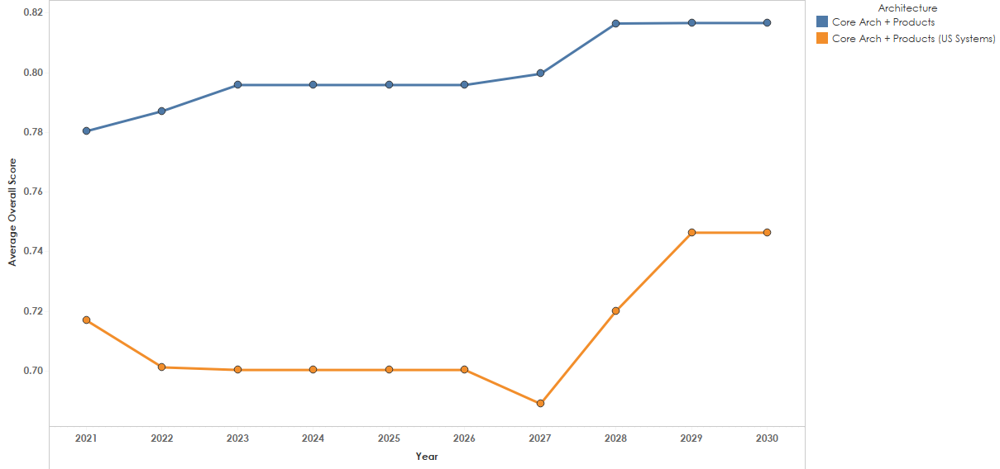 Architecture
Core Arch + Products
Core Arch + Products (US Systems)
Average Overall Score
0.82
0.80
0.78
0.76
0.74
0.72
0.70
2021 2022 2023 2024 2025 2026 2027 2028 2029 2030
Year